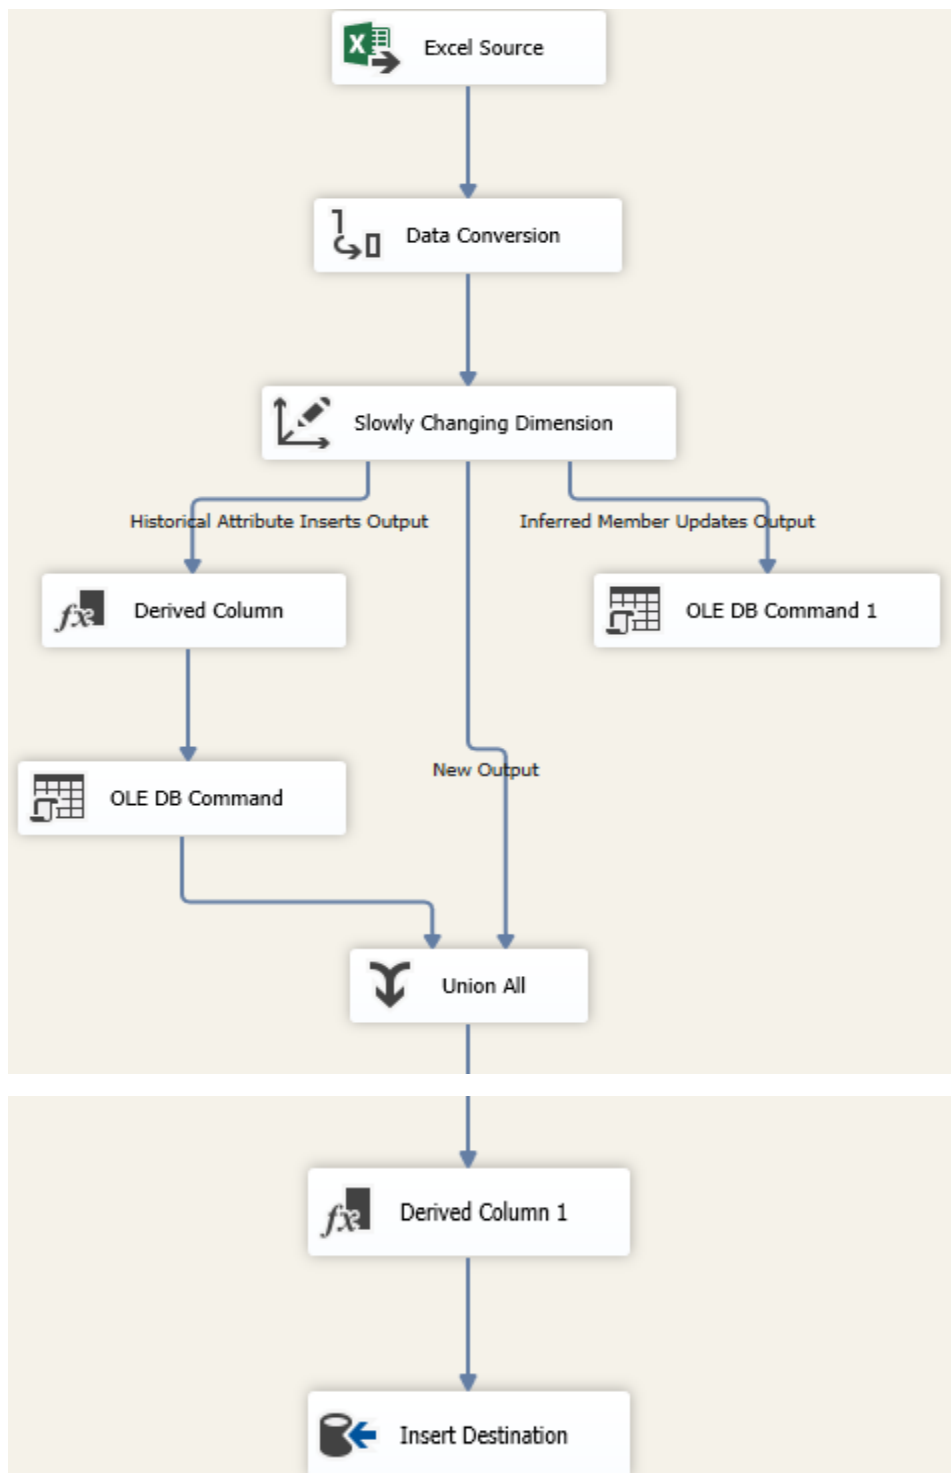 Excel Source
Data Conversion
Slowly Changing Dimension
Historical Attribute Inserts Output
Inferred Member Updates Output
Derived Column
OLE DB Command 1
New Output
OLE DB Command
Union All
Derived Column 1
Insert Destination